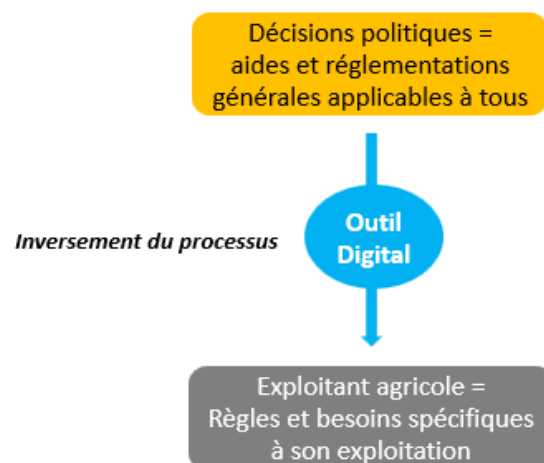 Décisions politiques =
aides et réglementations
générales applicables à tous
Inversement du processus
Outil
Digital
Exploitant agricole =
Règles et besoins spécifiques
à son exploitation